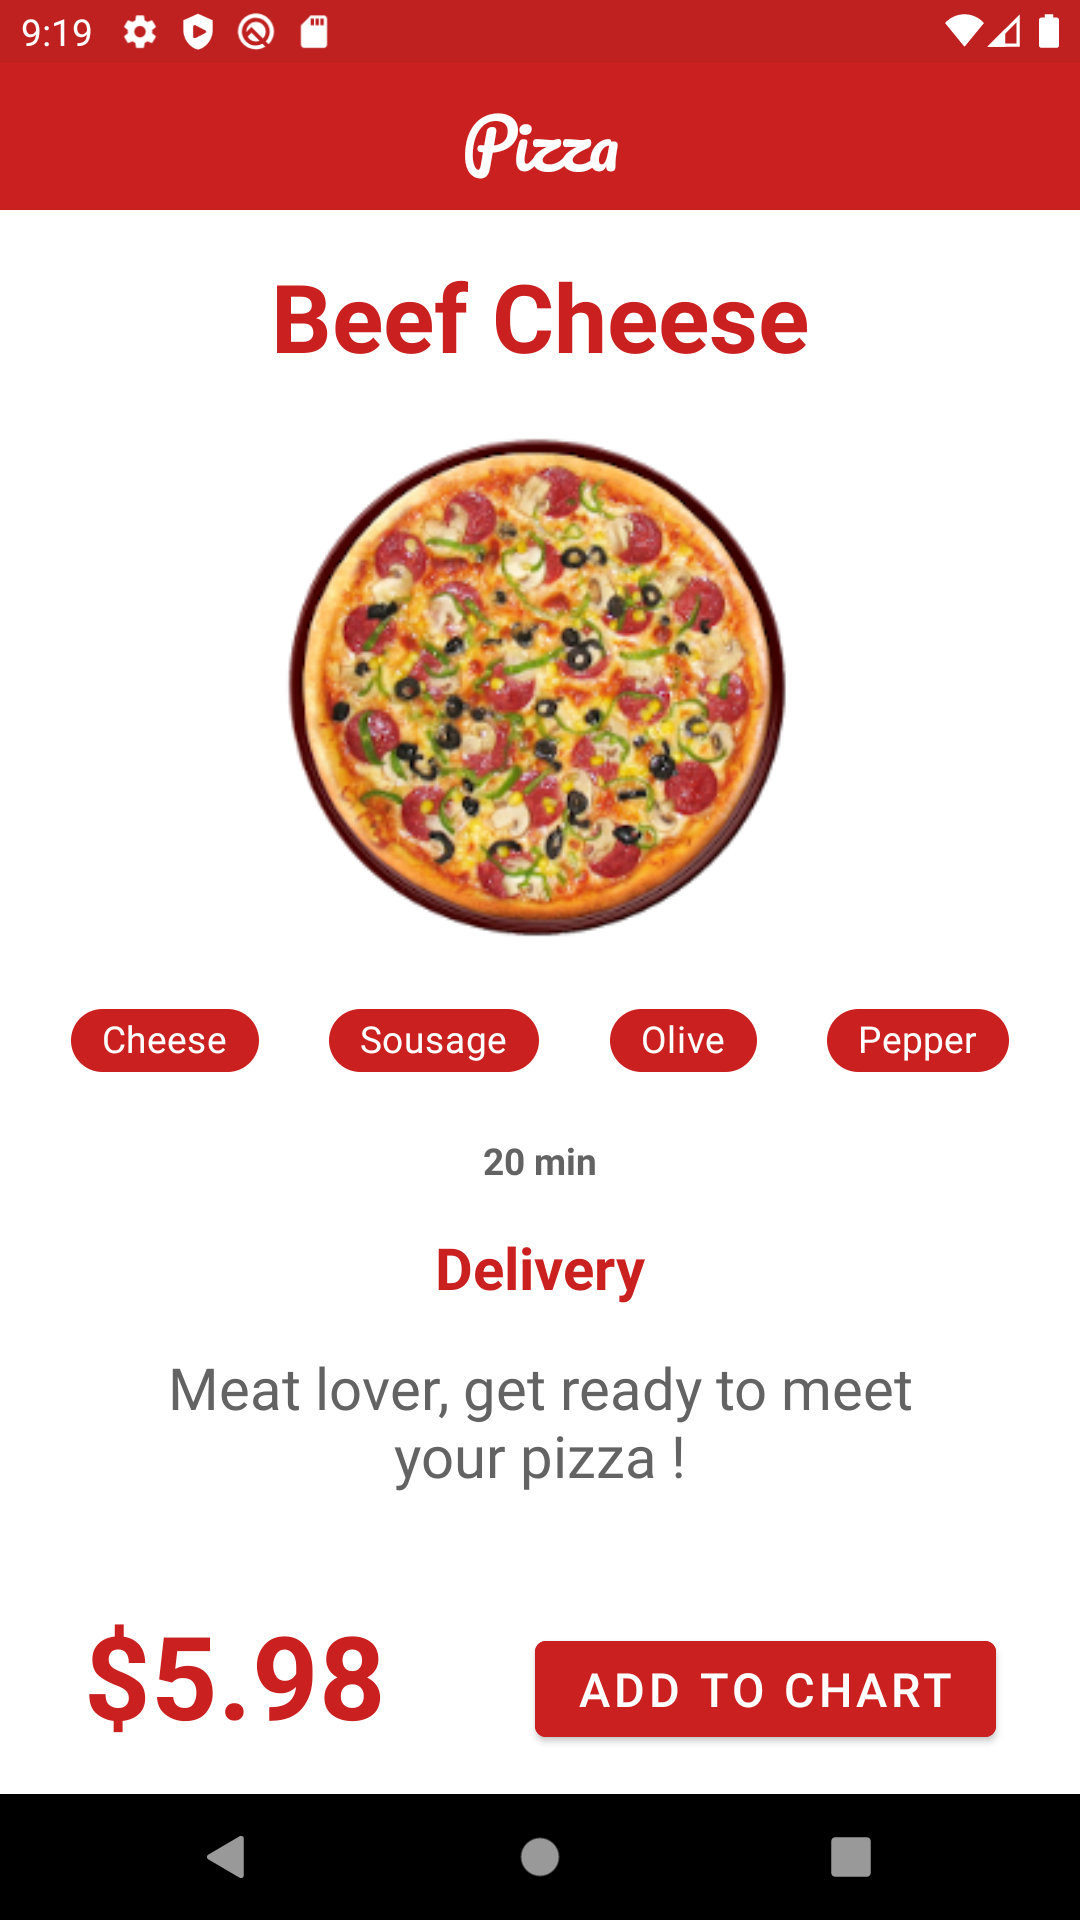 9:19
Pizza
Beef Cheese
Cheese Sousage Olive Pepper
20 min
Delivery
Meat lover, get ready to meet
your pizza !
$5.98
ADD TO CHART